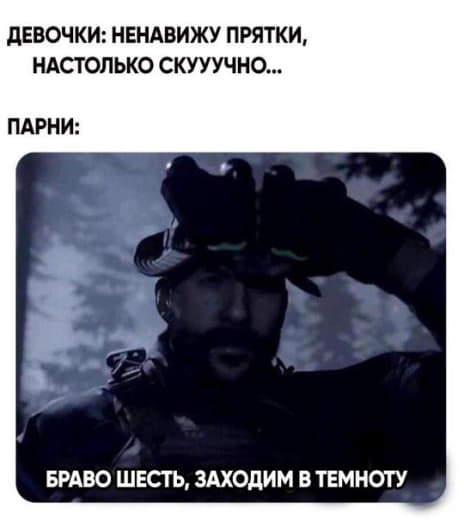 ДЕВОЧКИ: НЕНАВИЖУ ПРЯТКИ,
НАСТОЛЬКО СКУУУЧНО...
ПАРНИ:
БРАВО ШЕСТЬ, ЗАХОДИМ В ТЕМНОТУ